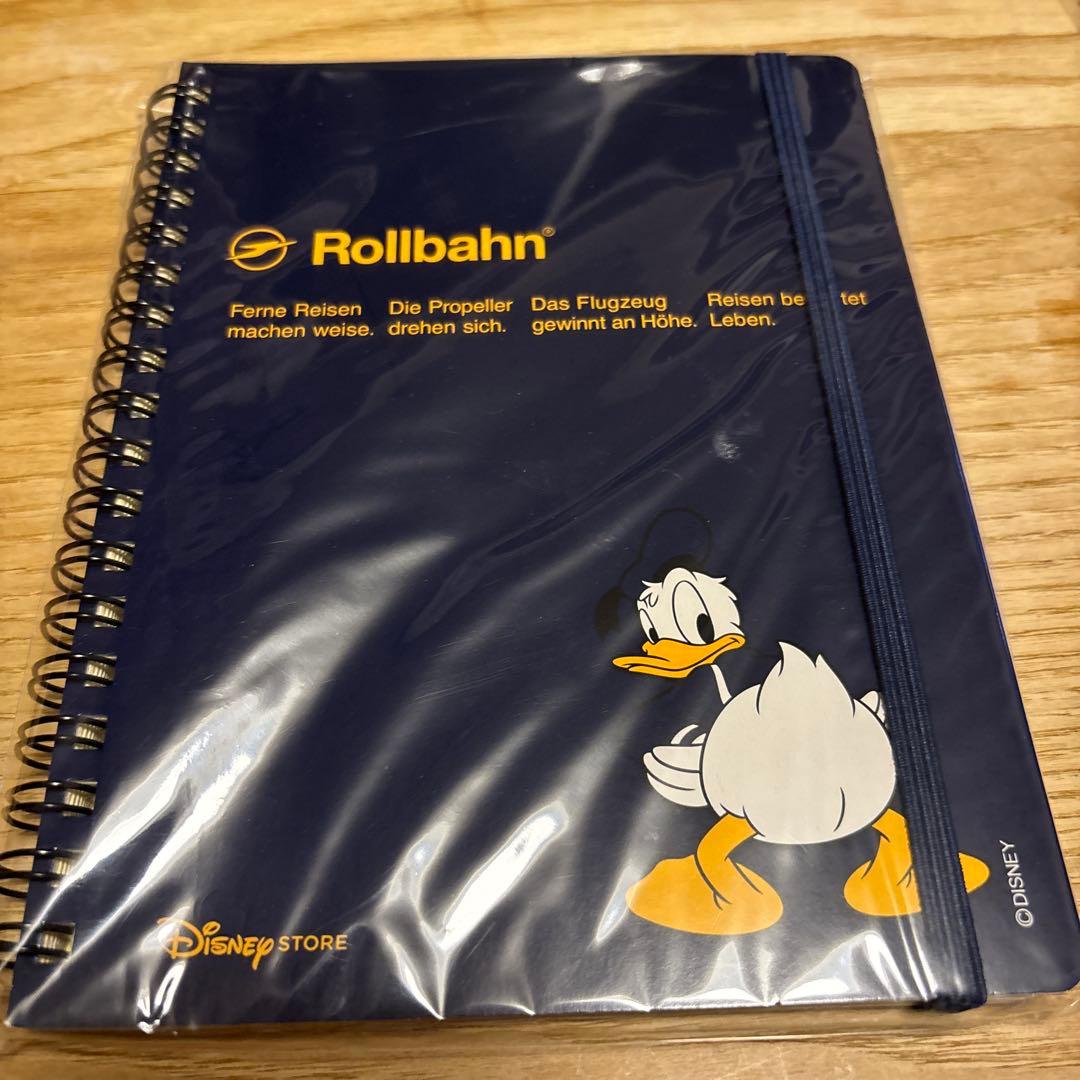 Rollbahn®
Ferne Reisen
machen weise.
Die Propeller
drehen sich.
Das Flugzeug
gewinnt an Höhe.
Reisen
Leben.
Disney STORE
©DISNEY